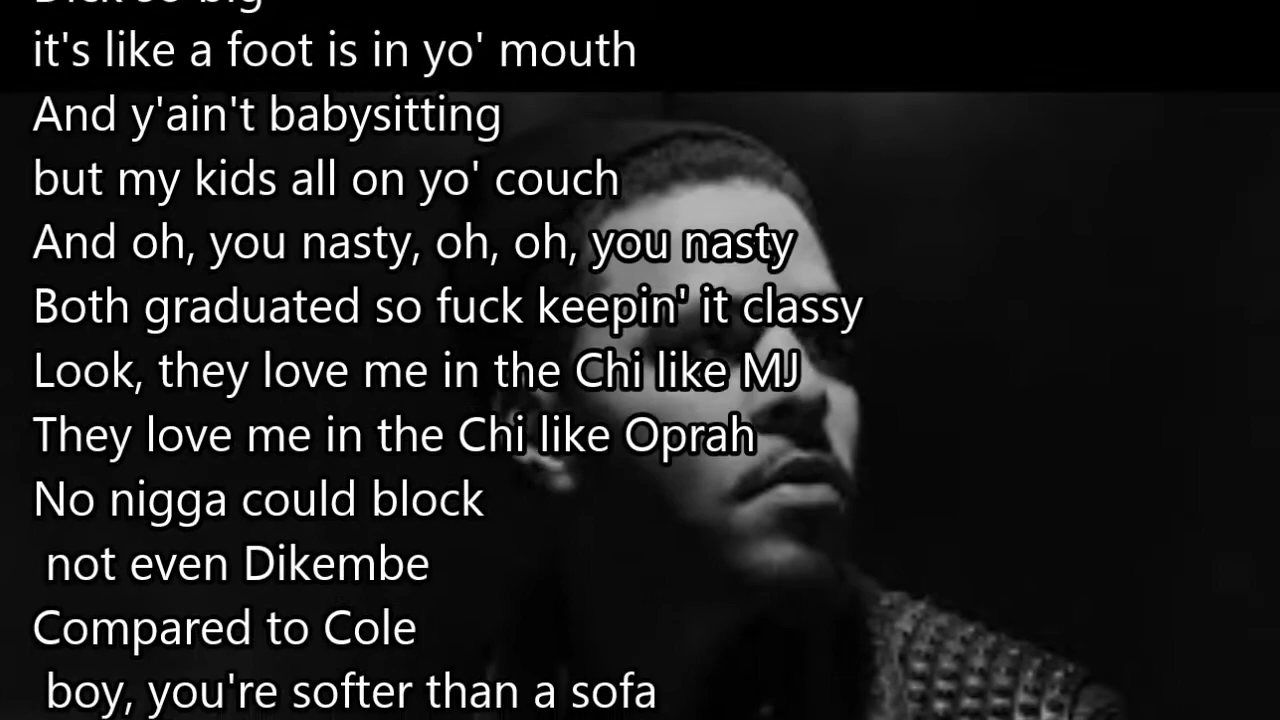 Dick so big
it's like a foot is in yo' mouth
And y'ain't babysitting
but my kids all on yo' couch
And oh, you nasty, oh, oh, you nasty
Both graduated so fuck keepin' it classy
Look, they love me in the Chi like MJ
They love me in the Chi like Oprah
No nigga could block
not even Dikembe
Compared to Cole
boy, you're softer than a sofa